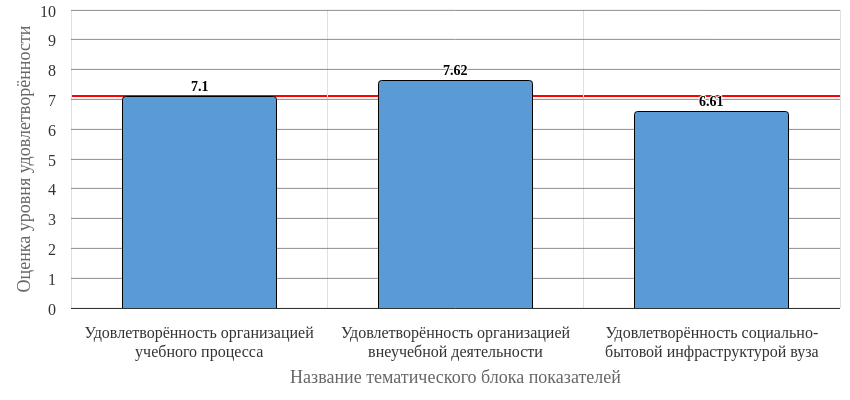 Оценка уровня удовлетворённости
10
9
8
7
6
5
4
3
2
1
0
7.1
7.62
6.61
Удовлетворённость организацией
учебного процесса
Удовлетворённость организацией
внеучебной деятельности
Удовлетворённость социально-
бытовой инфраструктурой вуза
Название тематического блока показателей